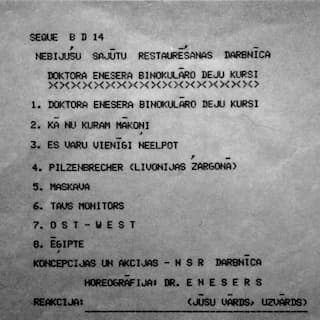 SEQUE B D 14
NEBIJUŠU SAJŪTU RESTAURĒŠANAS DARBNĪCA
DOKTORA ENESERA BINOKULĀRO DEJU KURSI
1. DOKTORA ENESERA BINOKULĀRO DEJU KURSI
2. KĀ NU KURAM MĀKOŅI
3. ES VARU VIENĪGI NEELPOT
4. PILZENBRECHER (LIVONIJAS ŽARGONĀ)
5. MASKAVA
6. TAVS MONITORS
7. O S T - W E S T
8. ĒGIPTE
KONCEPCIJAS UN AKCIJAS - N S R DARBNĪCA
HOREOGRĀFIJA: DR. E N E S E R S
REAKCIJA: (JŪSU VĀRDS, UZVĀRDS)